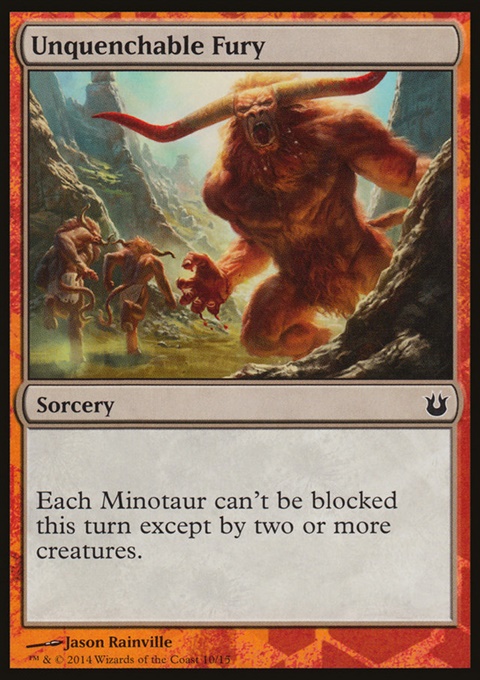 Unquenchable Fury
Sorcery
Each Minotaur can't be blocked
this turn except by two or more
creatures.
Jason Rainville
™ & © 2014 Wizards of the Coast 10/15